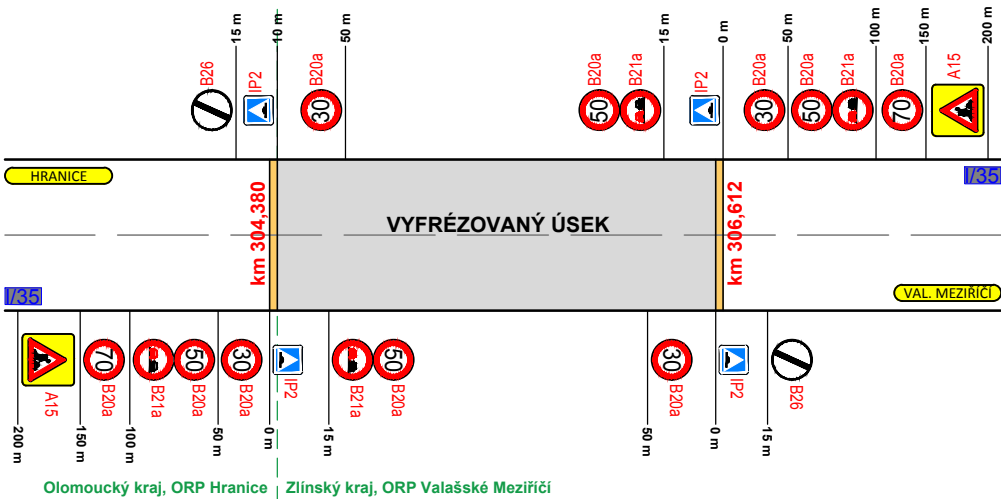 15 m
40 m
50 m
15 m
0 m
50 m
100 m
150 m
200 m
B26
IP2
B20a
B20a
B21a
IP2
B20a
B20a
B21a
B20a
A15
30
50
30
50
70
HRANICE
I/35
km 304,380
VYFRÉZOVANÝ ÚSEK
km 306,612
I/35
VAL. MEZIŘÍČÍ
70
50
30
50
30
A15
B20a
B21a
B20a
B20a
IP2
B21a
B20a
B20a
IP2
B26
200 m
150 m
100 m
50 m
0 m
15 m
50 m
0 m
15 m
Olomoucký kraj, ORP Hranice
Zlínský kraj, ORP Valašské Meziříčí